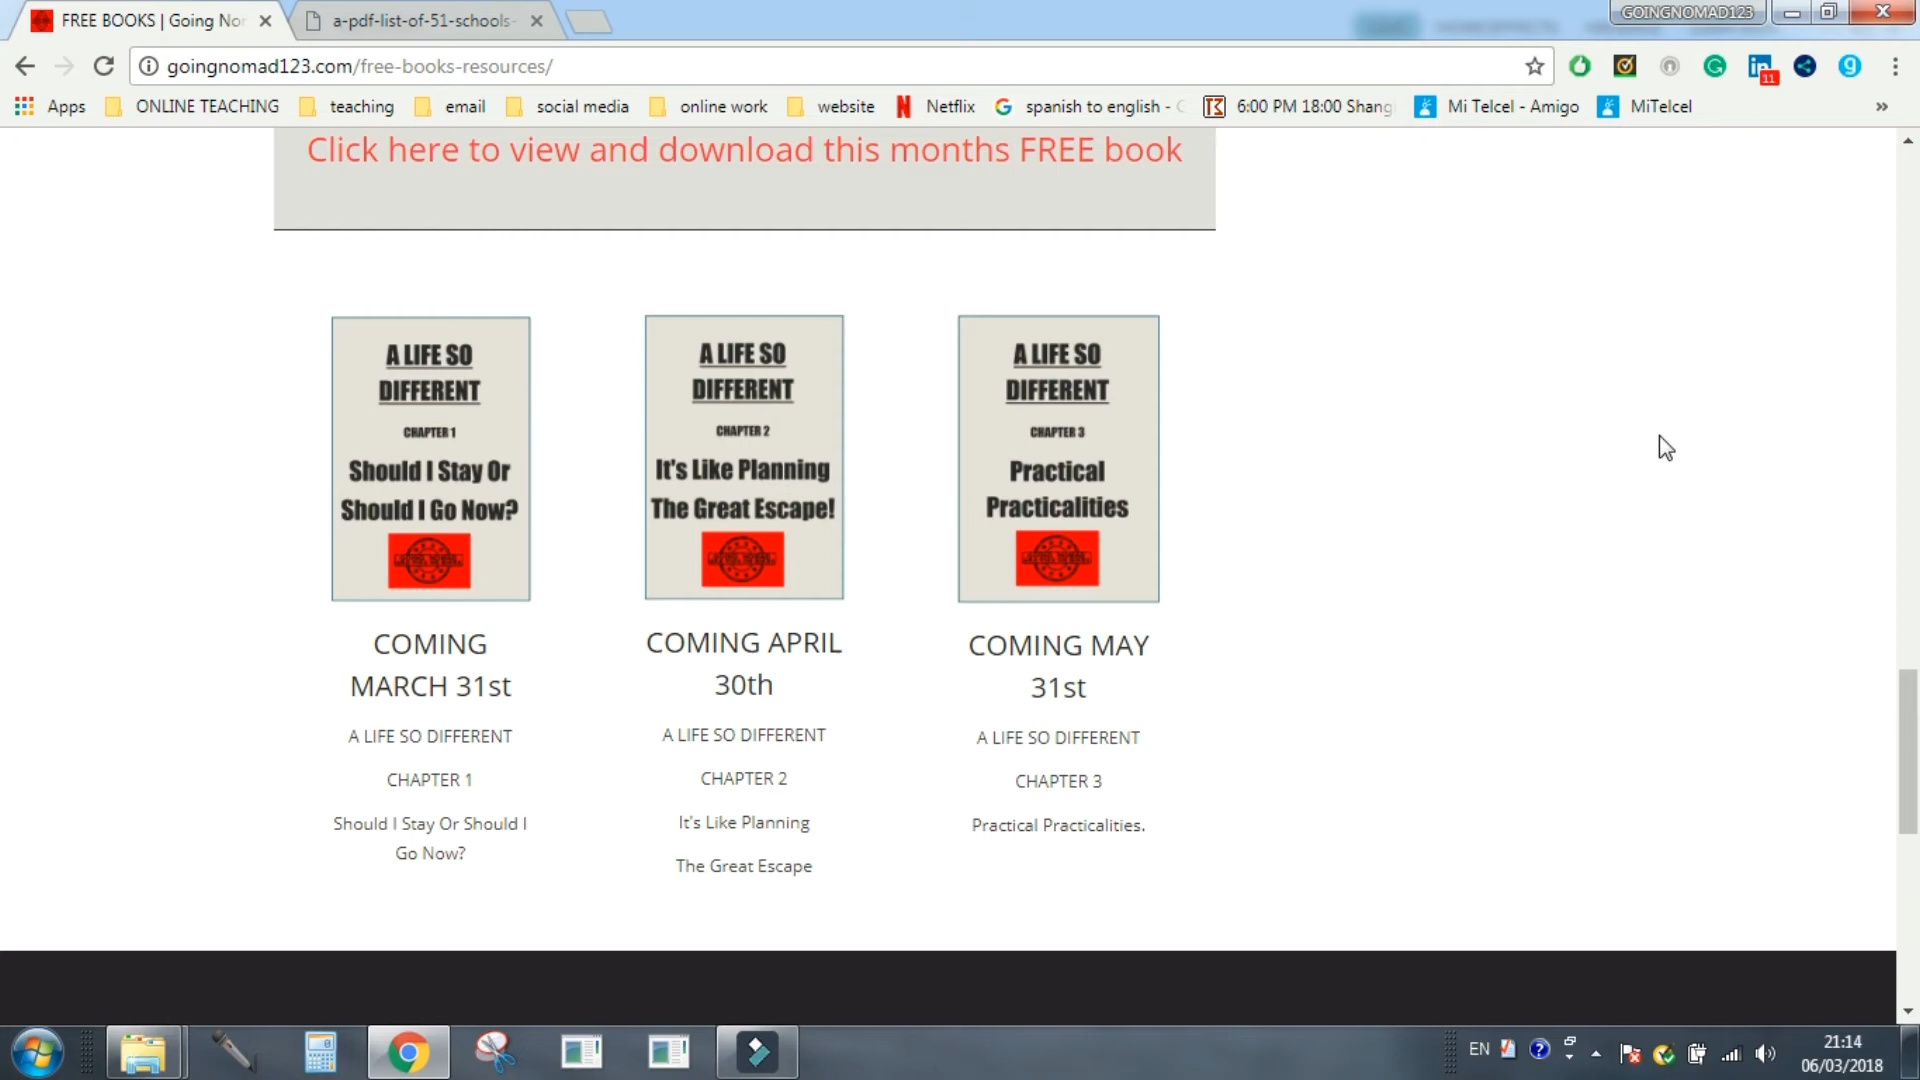 FREE BOOKS | Going Nor
a-pdf-list-of-51-schools-
GOINGNOMAD123
goingnomad123.com/free-books-resources/
11
Apps
ONLINE TEACHING
teaching
email
social media
online work
website
Netflix
spanish to english -
6:00 PM 18:00 Shang
Mi Telcel - Amigo
MiTelcel
»
Click here to view and download this months FREE book
A LIFE SO
DIFFERENT
CHAPTER 1
Should I Stay Or
Should I Go Now?
A LIFE SO
DIFFERENT
CHAPTER 2
It's Like Planning
The Great Escape!
A LIFE SO
DIFFERENT
CHAPTER 3
Practical
Practicalities
COMING
MARCH 31st
A LIFE SO DIFFERENT
CHAPTER 1
Should I Stay Or Should I
Go Now?
COMING APRIL
30th
A LIFE SO DIFFERENT
CHAPTER 2
It's Like Planning
The Great Escape
COMING MAY
31st
A LIFE SO DIFFERENT
CHAPTER 3
Practical Practicalities.
EN
21:14
06/03/2018